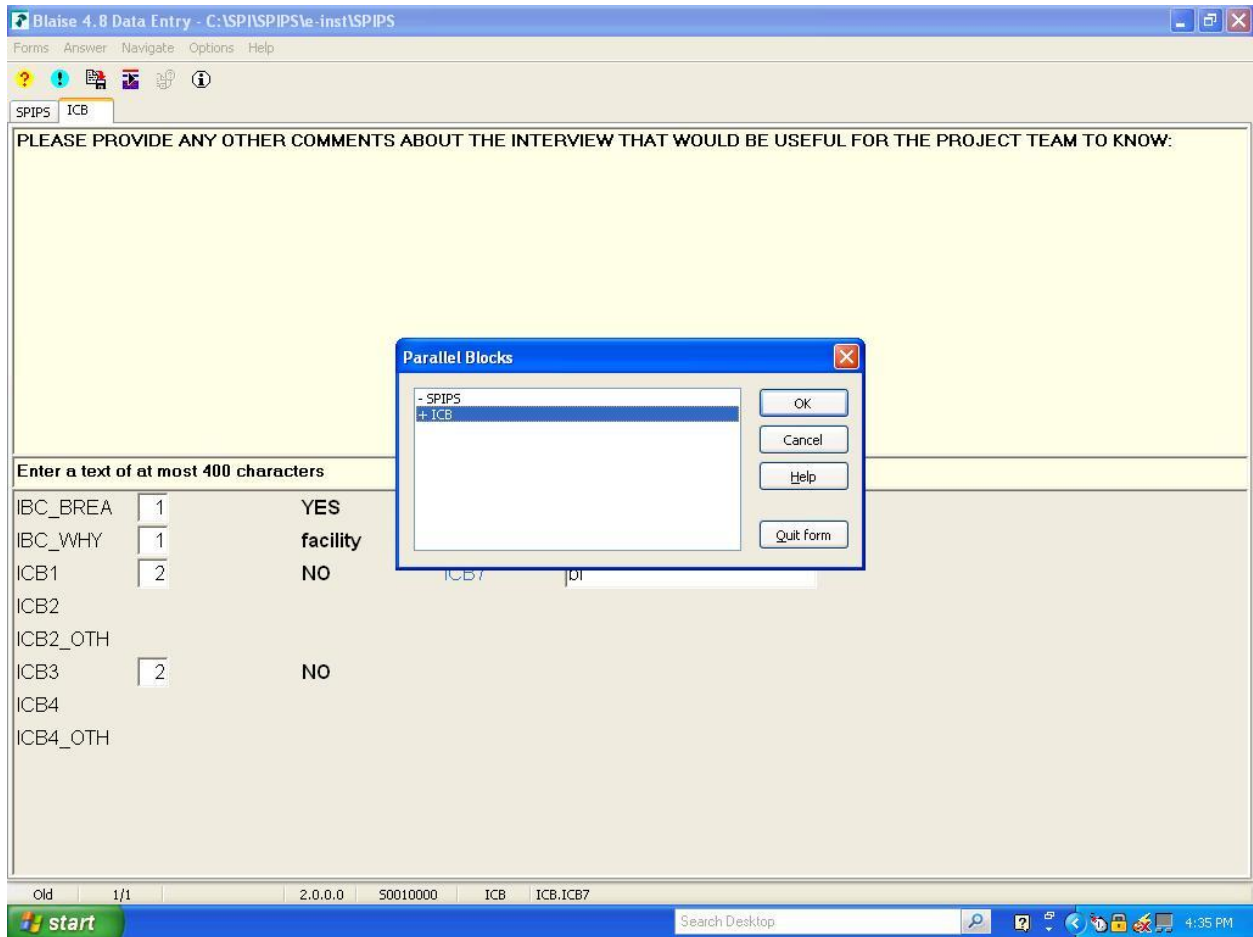 Blaise 4.8 Data Entry - C:\SPI\SPIPS\e-inst\SPIPS
Forms Answer Navigate Options Help
SPIPS ICB
PLEASE PROVIDE ANY OTHER COMMENTS ABOUT THE INTERVIEW THAT WOULD BE USEFUL FOR THE PROJECT TEAM TO KNOW:
Parallel Blocks
- SPIPS
+ ICB
OK
Cancel
Help
Quit form
Enter a text of at most 400 characters
IBC_BREA 1 YES
IBC_WHY 1 facility
ICB1 2 NO ICB7
ICB2
ICB2_OTH
ICB3 2 NO
ICB4
ICB4_OTH
Old 1/1 2.0.0.0 S0010000 ICB ICB.ICB7
start Search Desktop 4:35 PM